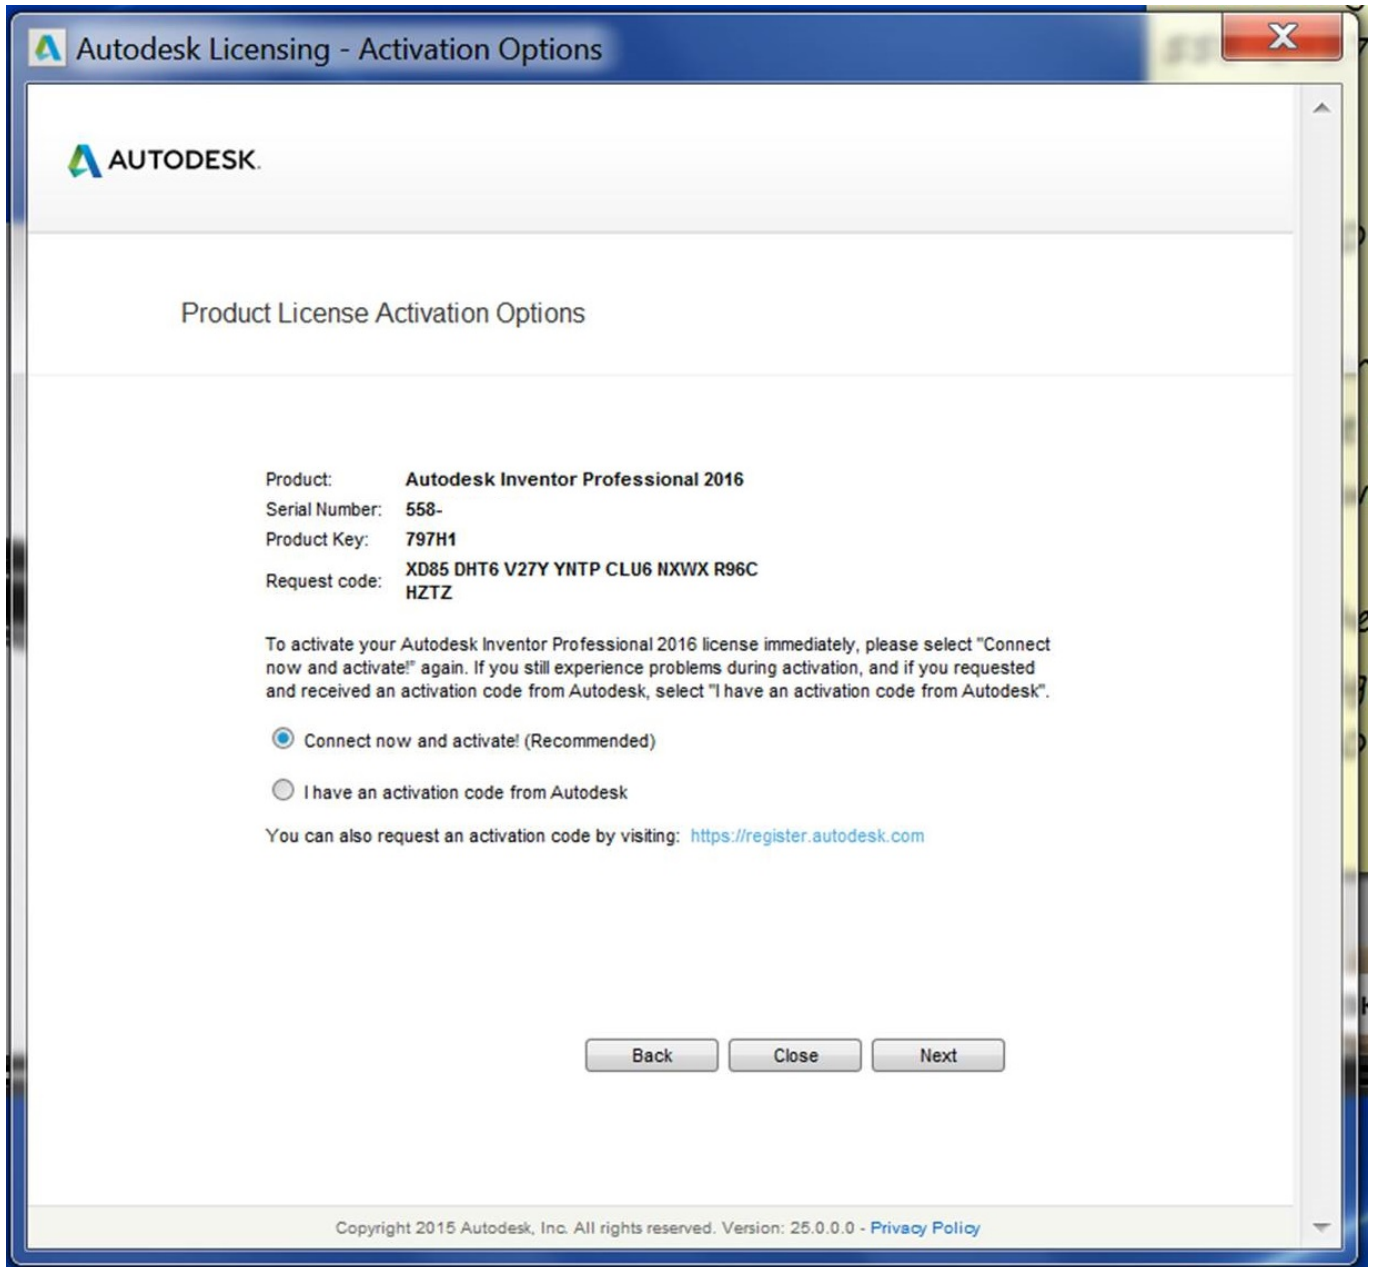 Autodesk Licensing - Activation Options
AUTODESK.
Product License Activation Options
Product: Autodesk Inventor Professional 2016
Serial Number: 558-
Product Key: 797H1
Request code: XD85 DHT6 V27Y YNTP CLU6 NXWX R96C
HZTZ
To activate your Autodesk Inventor Professional 2016 license immediately, please select "Connect
now and activate!" again. If you still experience problems during activation, and if you requested
and received an activation code from Autodesk, select "I have an activation code from Autodesk".
Connect now and activate! (Recommended)
I have an activation code from Autodesk
You can also request an activation code by visiting: https://register.autodesk.com
Back Close Next
Copyright 2015 Autodesk, Inc. All rights reserved. Version: 25.0.0.0 - Privacy Policy